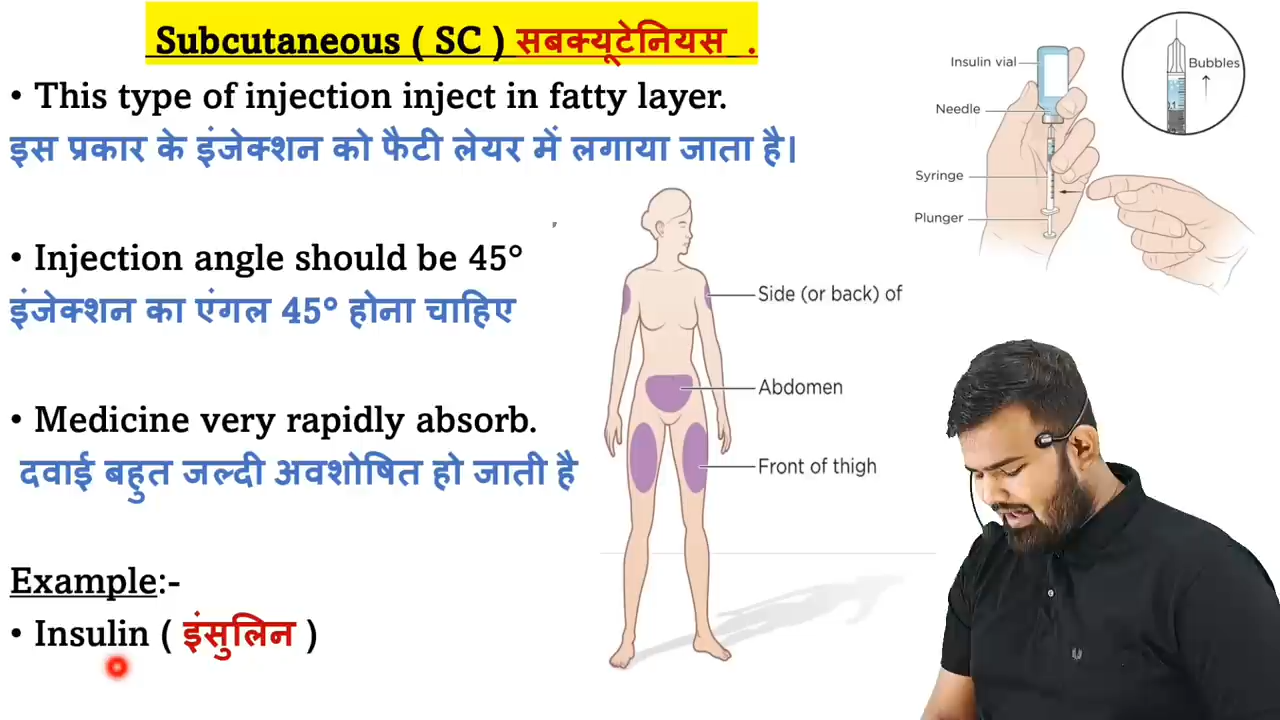 Subcutaneous ( SC ) सबक्यूटेनियस .
• This type of injection inject in fatty layer.
इस प्रकार के इंजेक्शन को फैटी लेयर में लगाया जाता है।
• Injection angle should be 45°
इंजेक्शन का एंगल 45° होना चाहिए
• Medicine very rapidly absorb.
दवाई बहुत जल्दी अवशोषित हो जाती है
Example:-
• Insulin ( इंसुलिन )
Insulin vial
Needle
Syringe
Plunger
Bubbles
Side (or back) of
Abdomen
Front of thigh